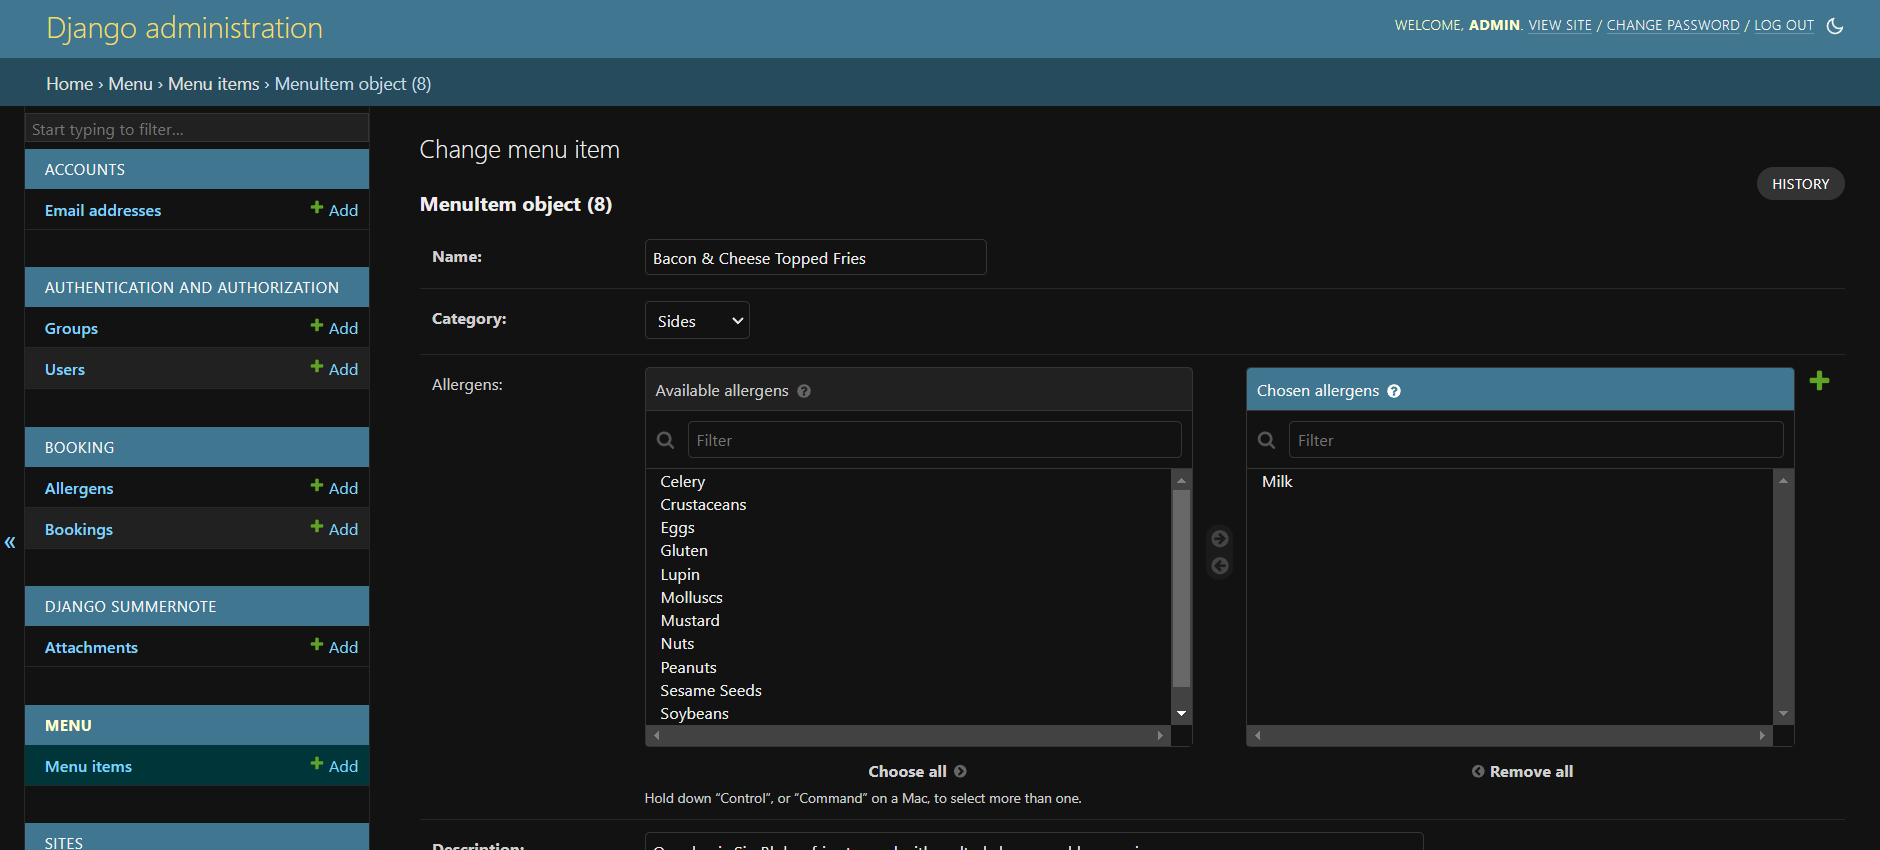 Django administration
WELCOME, ADMIN. VIEW SITE / CHANGE PASSWORD / LOG OUT
Home › Menu › Menu items › MenuItem object (8)
Start typing to filter...
ACCOUNTS
Email addresses Add
AUTHENTICATION AND AUTHORIZATION
Groups Add
Users Add
BOOKING
Allergens Add
Bookings Add
«
DJANGO SUMMERNOTE
Attachments Add
MENU
Menu items Add
SITES
Change menu item
HISTORY
MenuItem object (8)
Name: Bacon & Cheese Topped Fries
Category: Sides
Allergens:
Available allergens
Filter
Celery
Crustaceans
Eggs
Gluten
Lupin
Molluscs
Mustard
Nuts
Peanuts
Sesame Seeds
Soybeans
Choose all
Chosen allergens
Filter
Milk
Remove all
Hold down “Control”, or “Command” on a Mac, to select more than one.
Description: